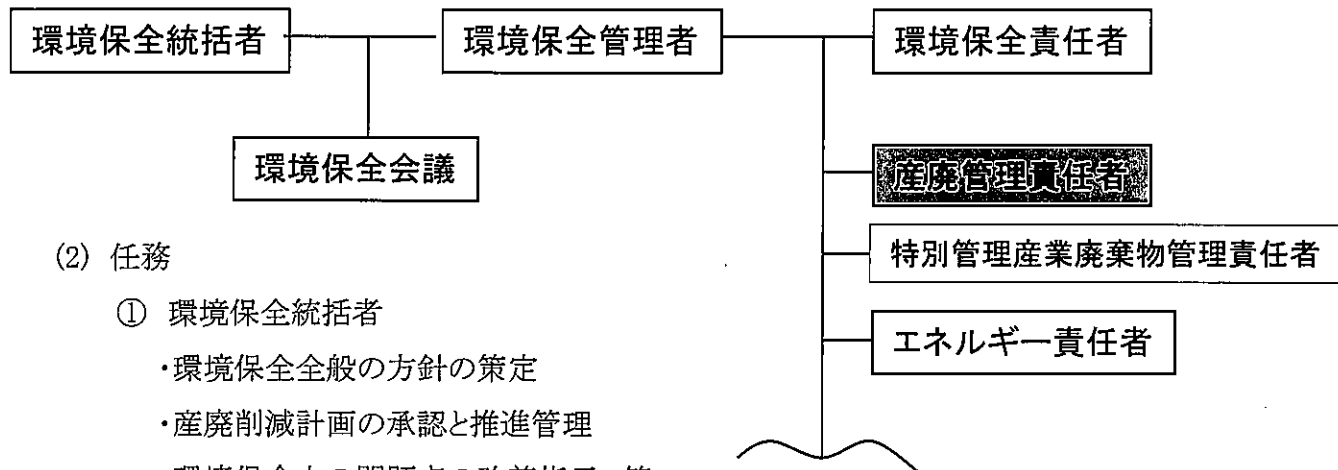 環境保全統括者
環境保全管理者
環境保全責任者
環境保全会議
産廃管理責任者
特別管理産業廃棄物管理責任者
エネルギー責任者
(2) 任務
① 環境保全統括者
・環境保全全般の方針の策定
・産廃削減計画の承認と推進管理